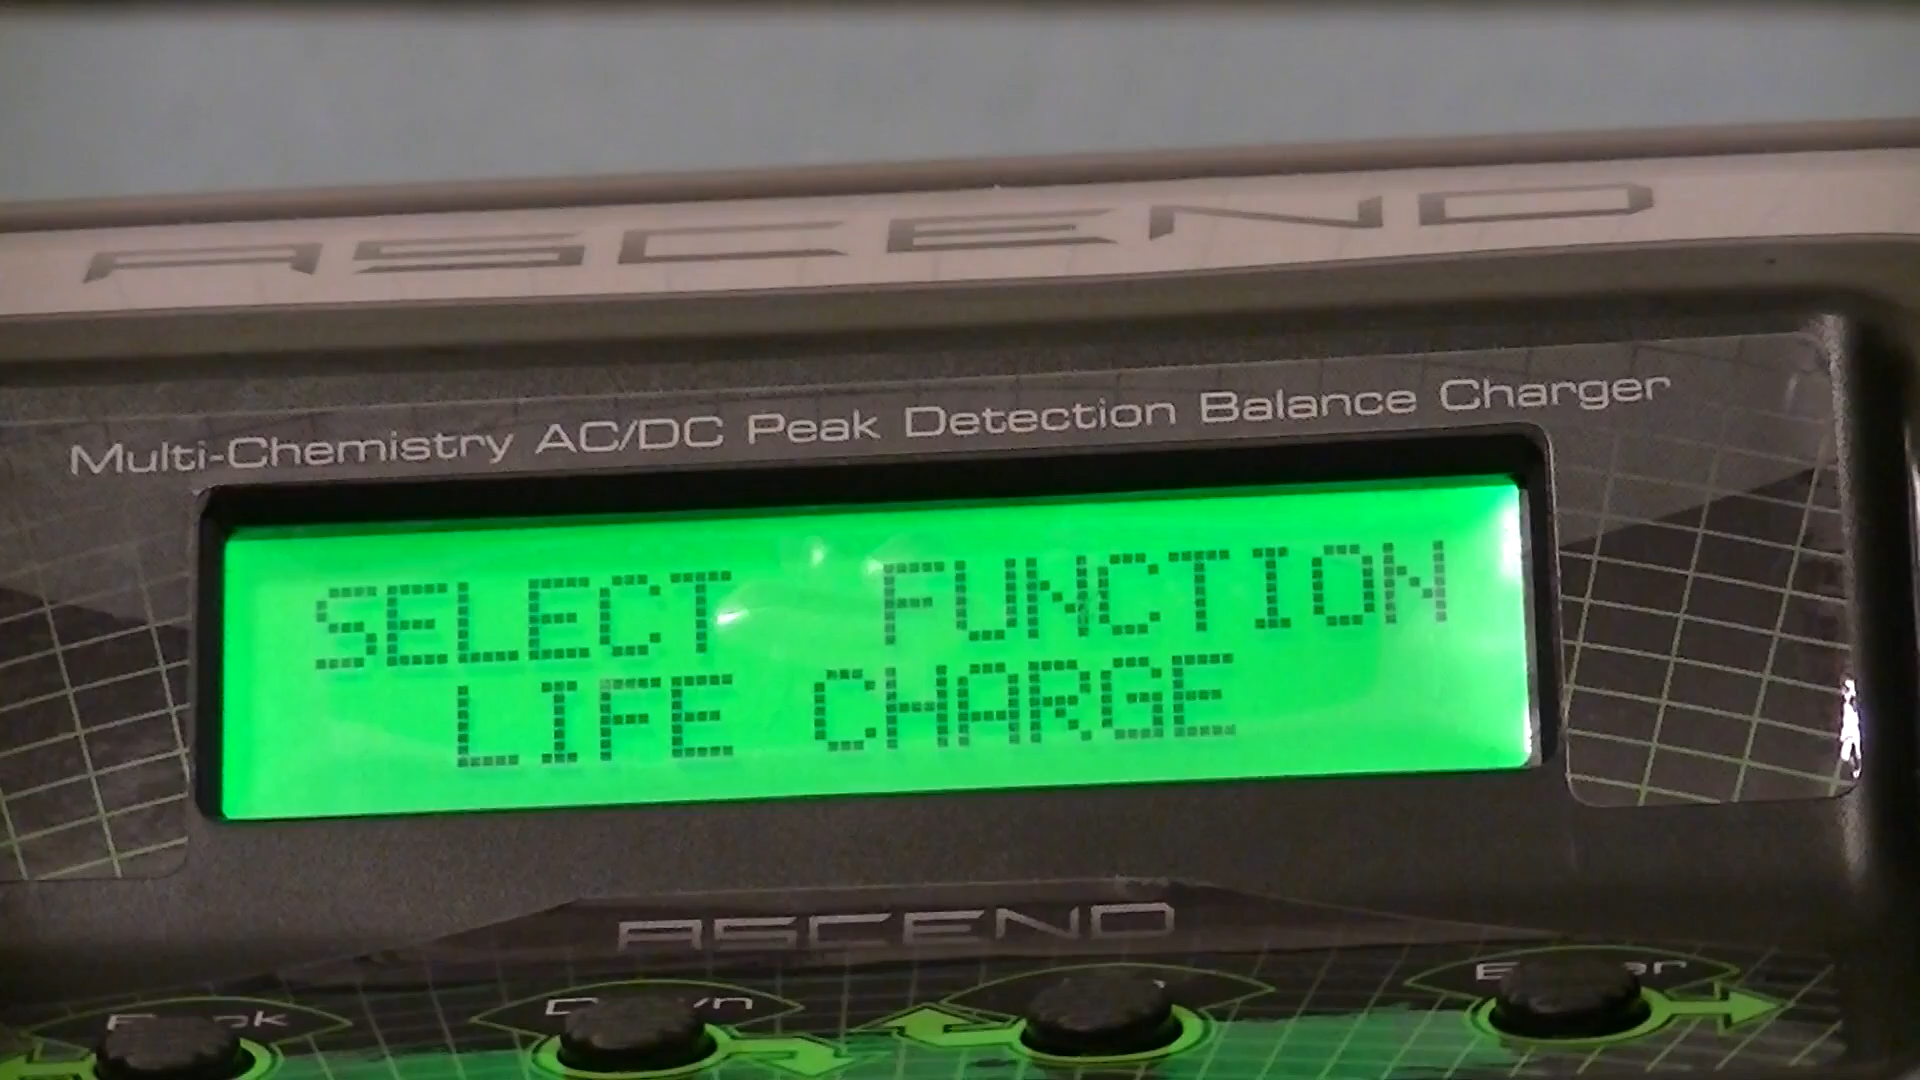 ASCEND
Multi-Chemistry AC/DC Peak Detection Balance Charger
SELECT FUNCTION
LIFE CHARGE
ASCEND